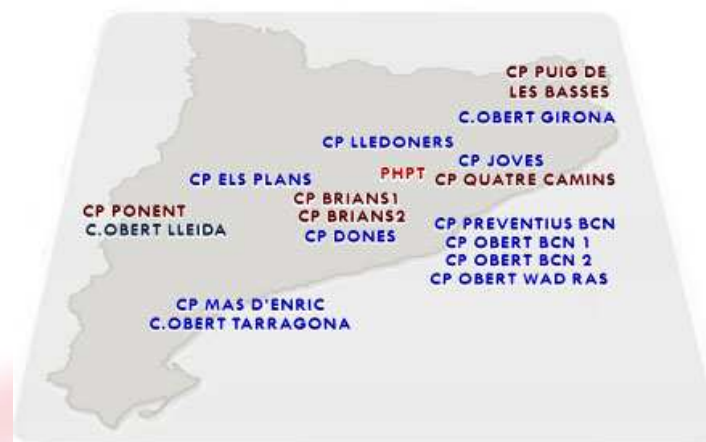 CP PUIG DE
LES BASSES
C.OBERT GIRONA
CP LLEDONERS
CP JOVES
PHPT
CP QUATRE CAMINS
CP ELS PLANS
CP BRIANS1
CP PONENT
CP BRIANS2
CP PREVENTIUS BCN
C.OBERT LLEIDA
CP DONES
CP OBERT BCN 1
CP OBERT BCN 2
CP OBERT WAD RAS
CP MAS D'ENRIC
C.OBERT TARRAGONA